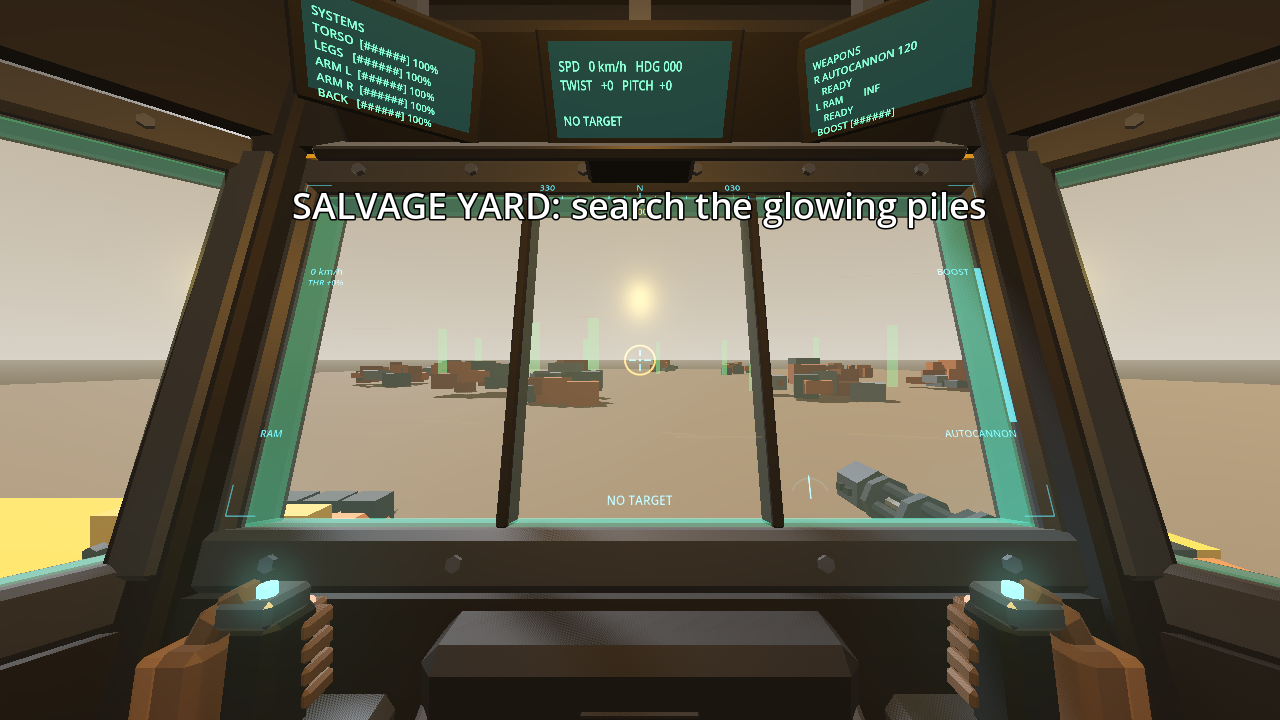 SYSTEMS
TORSO [######] 100%
LEGS [######] 100%
ARM L [######] 100%
ARM R [######] 100%
BACK [######] 100%
SPD 0 km/h HDG 000
TWIST +0 PITCH +0
NO TARGET
WEAPONS
R AUTOCANNON 120
READY
L RAM INF
READY
BOOST [######]
330 N 030
SALVAGE YARD: search the glowing piles
0 km/h
THR +0%
BOOST
RAM
AUTOCANNON
NO TARGET